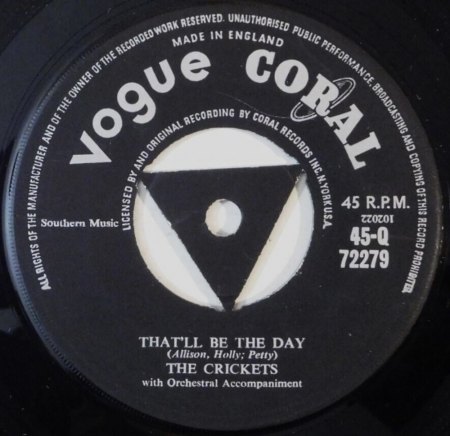 ALL RIGHTS OF THE MANUFACTURER AND OF THE OWNER OF THE RECORDED WORK RESERVED. UNAUTHORISED PUBLIC PERFORMANCE, BROADCASTING AND COPYING OF THIS RECORD PROHIBITED.
MADE IN ENGLAND
Vogue CORAL
LICENSED BY AND ORIGINAL RECORDING BY CORAL RECORDS INC. N.YORK U.S.A.
Southern Music
45 R.P.M.
102022
45-Q
72279
THAT'LL BE THE DAY
(Allison, Holly; Petty)
THE CRICKETS
with Orchestral Accompaniment